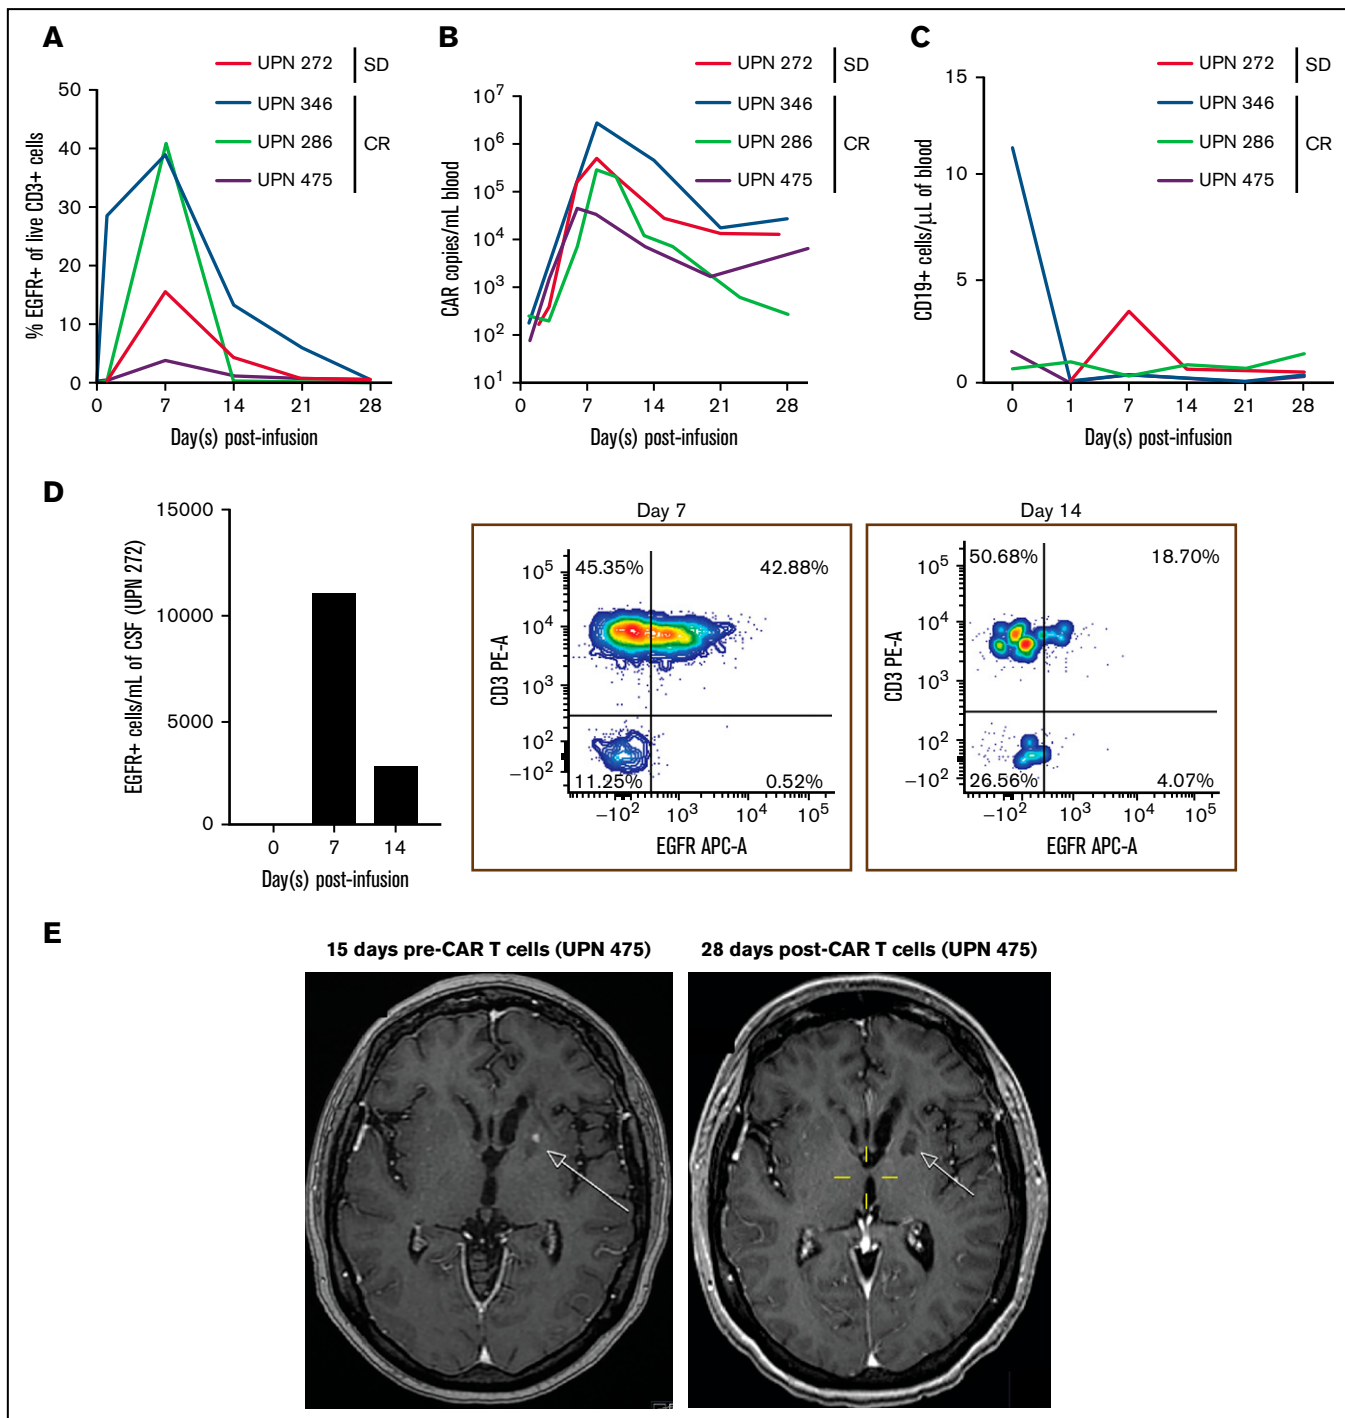 A
UPN 272
SD
UPN 346
UPN 286
CR
UPN 475
% EGFR+ of live CD3+ cells
50
40
30
20
10
0
0 7 14 21 28
Day(s) post-infusion
B
UPN 272
SD
UPN 346
UPN 286
CR
UPN 475
CAR copies/mL blood
10^7
10^6
10^5
10^4
10^3
10^2
10^1
0 7 14 21 28
Day(s) post-infusion
C
UPN 272
SD
UPN 346
UPN 286
CR
UPN 475
CD19+ cells/μL of blood
15
10
5
0
0 1 7 14 21 28
Day(s) post-infusion
D
EGFR+ cells/mL of CSF (UPN 272)
15000
10000
5000
0
0 7 14
Day(s) post-infusion
Day 7
45.35% 42.88%
11.25% 0.52%
CD3 PE-A
10^5
10^4
10^3
10^2
−10^2
−10^2 10^3 10^4 10^5
EGFR APC-A
Day 14
50.68% 18.70%
26.56% 4.07%
CD3 PE-A
10^5
10^4
10^3
10^2
−10^2
−10^2 10^3 10^4 10^5
EGFR APC-A
E
15 days pre-CAR T cells (UPN 475)
28 days post-CAR T cells (UPN 475)